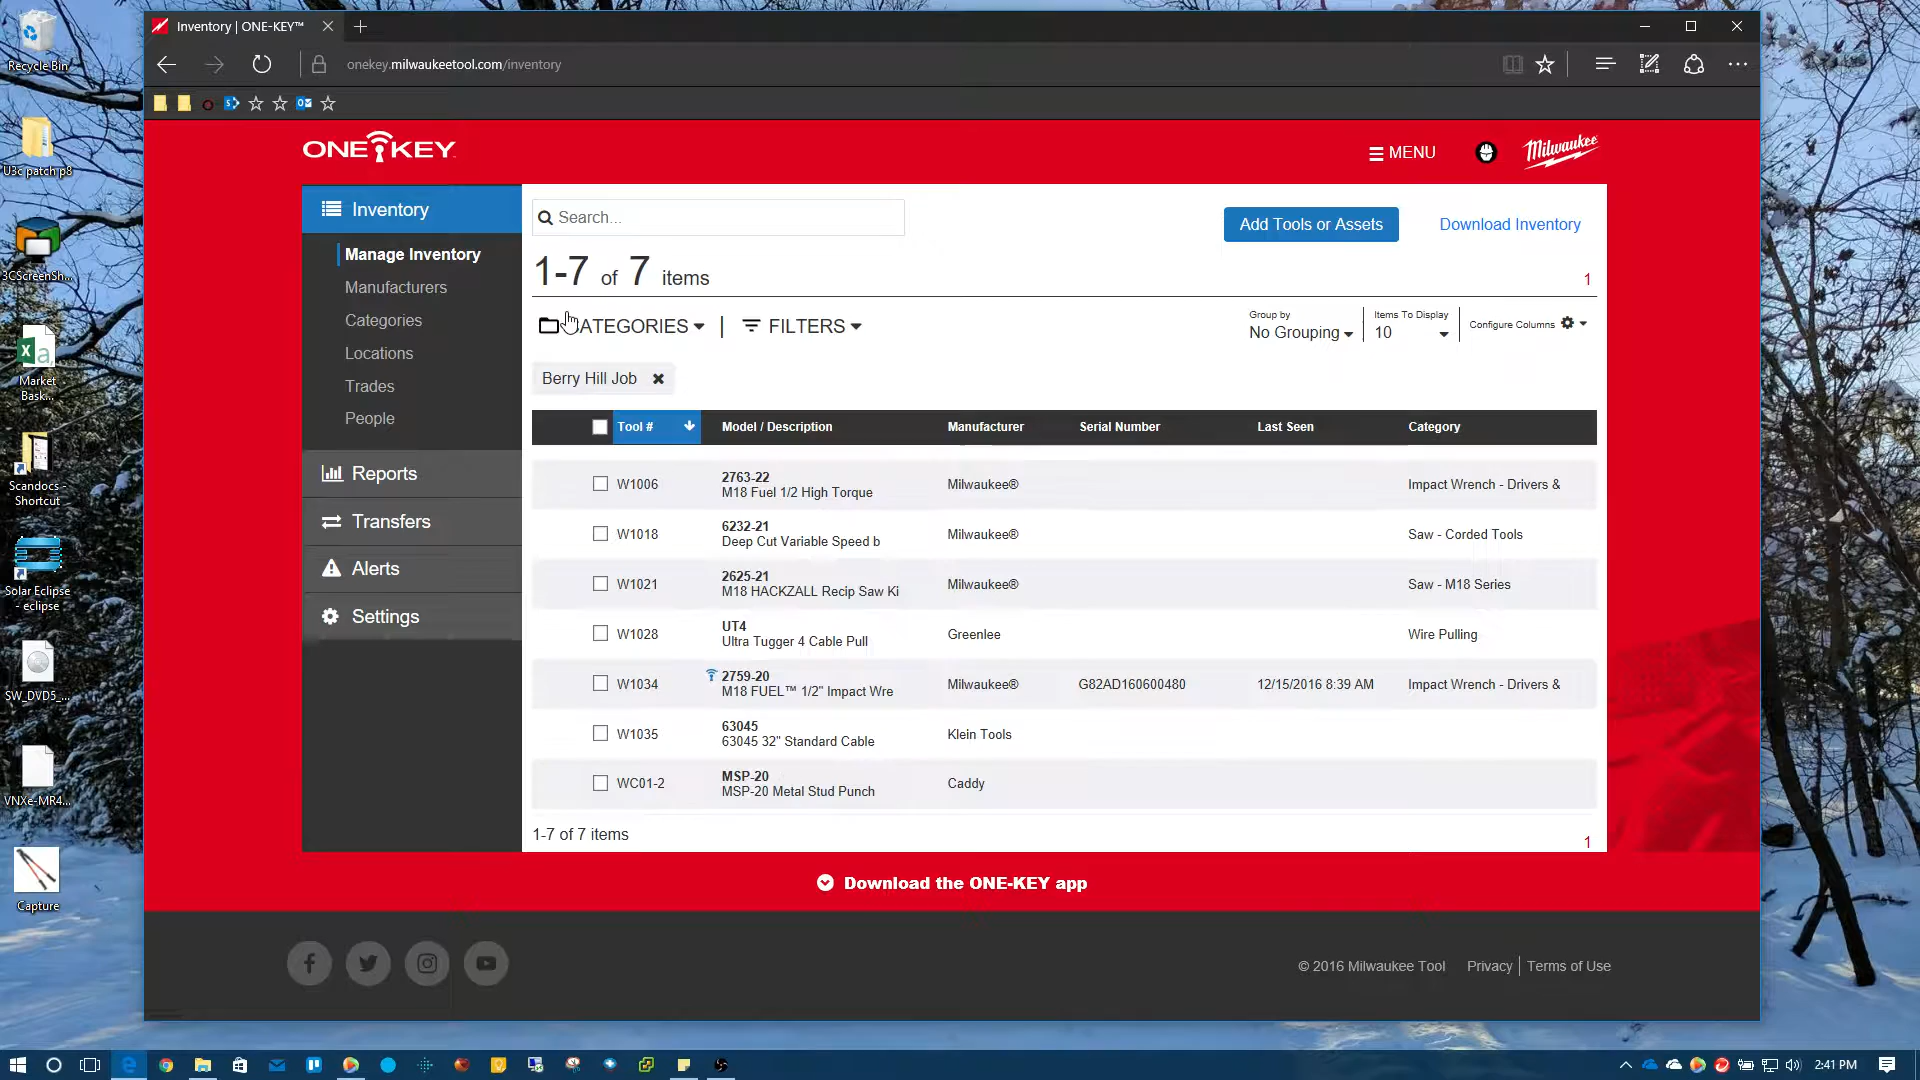 Inventory | ONE-KEY™
onekey.milwaukeetool.com/inventory
Recycle Bin
U3c patch p8
3CScreenSh...
Market
Bask...
Scandocs -
Shortcut
Solar Eclipse
- eclipse
SW_DVD5_...
VNXe-MR4...
Capture
ONE KEY
MENU
Milwaukee
Inventory
Manage Inventory
Manufacturers
Categories
Locations
Trades
People
Reports
Transfers
Alerts
Settings
Search...
Add Tools or Assets
Download Inventory
1-7 of 7 items
1
CATEGORIES | FILTERS
Group by
No Grouping
Items To Display
10
Configure Columns
Berry Hill Job
Tool # Model / Description Manufacturer Serial Number Last Seen Category
W1006 2763-22 Milwaukee® Impact Wrench - Drivers &
M18 Fuel 1/2 High Torque
W1018 6232-21 Milwaukee® Saw - Corded Tools
Deep Cut Variable Speed b
W1021 2625-21 Milwaukee® Saw - M18 Series
M18 HACKZALL Recip Saw Ki
W1028 UT4 Greenlee Wire Pulling
Ultra Tugger 4 Cable Pull
W1034 2759-20 Milwaukee® G82AD160600480 12/15/2016 8:39 AM Impact Wrench - Drivers &
M18 FUEL™ 1/2" Impact Wre
W1035 63045 Klein Tools
63045 32" Standard Cable
WC01-2 MSP-20 Caddy
MSP-20 Metal Stud Punch
1-7 of 7 items
1
Download the ONE-KEY app
© 2016 Milwaukee Tool Privacy | Terms of Use
2:41 PM